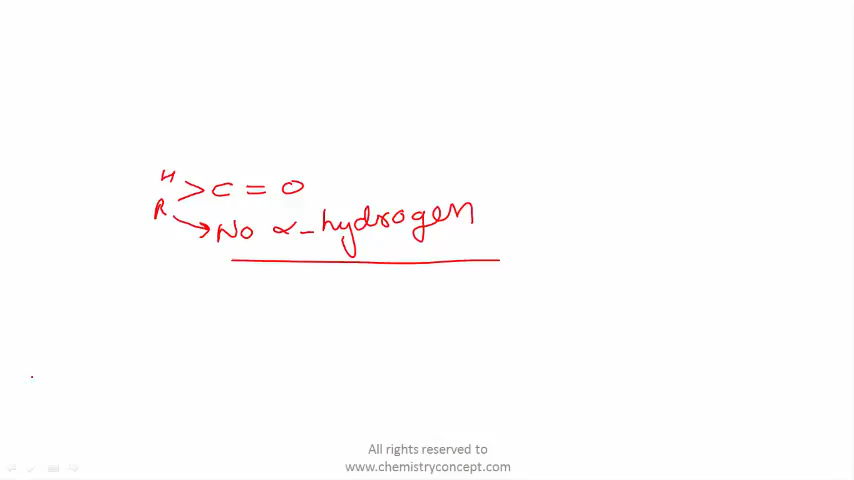 H
>C=O
R
No α-hydrogen
All rights reserved to
www.chemistryconcept.com